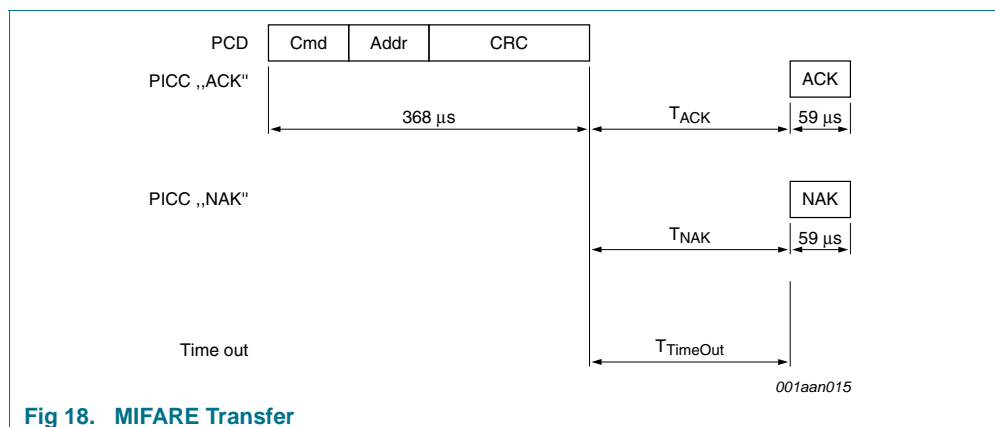 PCD Cmd Addr CRC
PICC ,,ACK" ACK
368 μs TACK 59 μs
PICC ,,NAK" NAK
TNAK 59 μs
Time out TTimeOut
001aan015
Fig 18. MIFARE Transfer